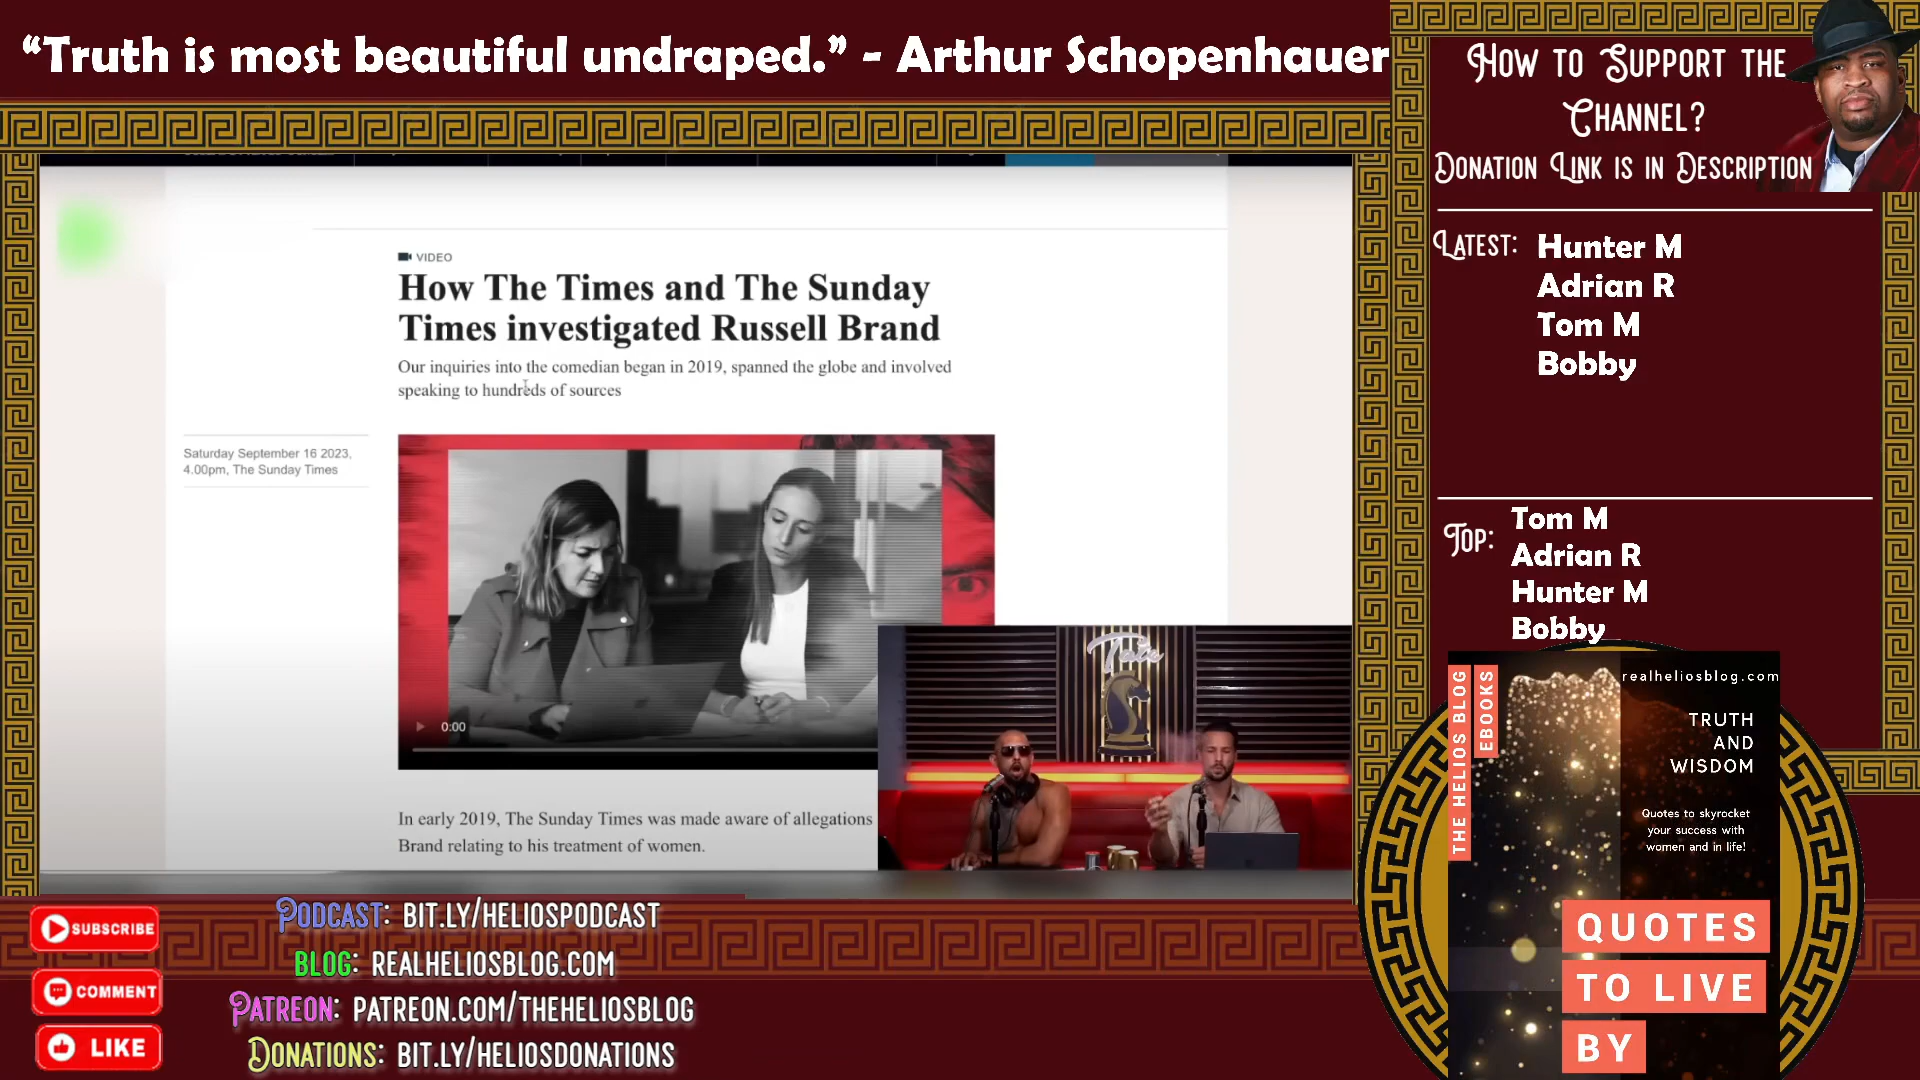 “Truth is most beautiful undraped.” - Arthur Schopenhauer
How to Support the
Channel?
Donation Link is in Description
Latest:
Hunter M
Adrian R
Tom M
Bobby
Top:
Tom M
Adrian R
Hunter M
Bobby
VIDEO
How The Times and The Sunday
Times investigated Russell Brand
Our inquiries into the comedian began in 2019, spanned the globe and involved
speaking to hundreds of sources
Saturday September 16 2023,
4.00pm, The Sunday Times
0:00
In early 2019, The Sunday Times was made aware of allegations
Brand relating to his treatment of women.
Tate
THE HELIOS BLOG
EBOOKS
realheliosblog.com
TRUTH
AND
WISDOM
Quotes to skyrocket
your success with
women and in life!
QUOTES
TO LIVE
BY
SUBSCRIBE
COMMENT
LIKE
Podcast: bit.ly/heliospodcast
Blog: realheliosblog.com
Patreon: patreon.com/theheliosblog
Donations: bit.ly/heliosdonations